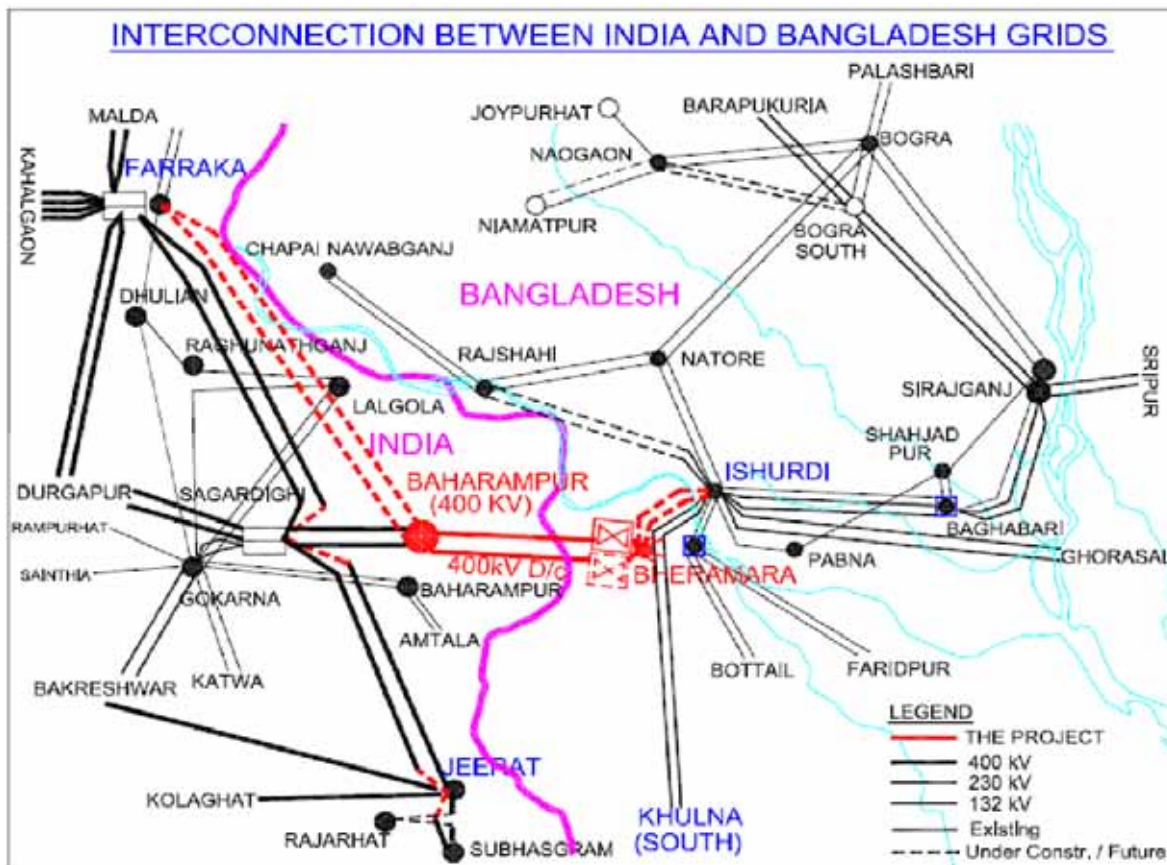 INTERCONNECTION BETWEEN INDIA AND BANGLADESH GRIDS
PALASHBARI
MALDA
JOYPURHAT
BARAPUKURIA
BOGRA
KAHALGAON
FARRAKA
NAOGAON
NIAMATPUR
BOGRA
SOUTH
CHAPAI NAWABGANJ
BANGLADESH
DHULIAN
RAGHUNATHGANJ
RAJSHAHI
NATORE
SIRAJGANJ
SRIPUR
LALGOLA
INDIA
SHAHJAD
PUR
ISHURDI
BAHARAMPUR
(400 KV)
DURGAPUR
SAGARDIGHI
RAMPURHAT
BAGHABARI
GHORASAL
PABNA
400kV D/c
BHERAMARA
SAINTHIA
GOKARNA
BAHARAMPUR
AMTALA
BOTTAIL
FARIDPUR
BAKRESHWAR
KATWA
LEGEND
THE PROJECT
400 kV
230 kV
132 kV
Existing
Under Constr. / Future
JEERAT
KOLAGHAT
RAJARHAT
SUBHASGRAM
KHULNA
(SOUTH)